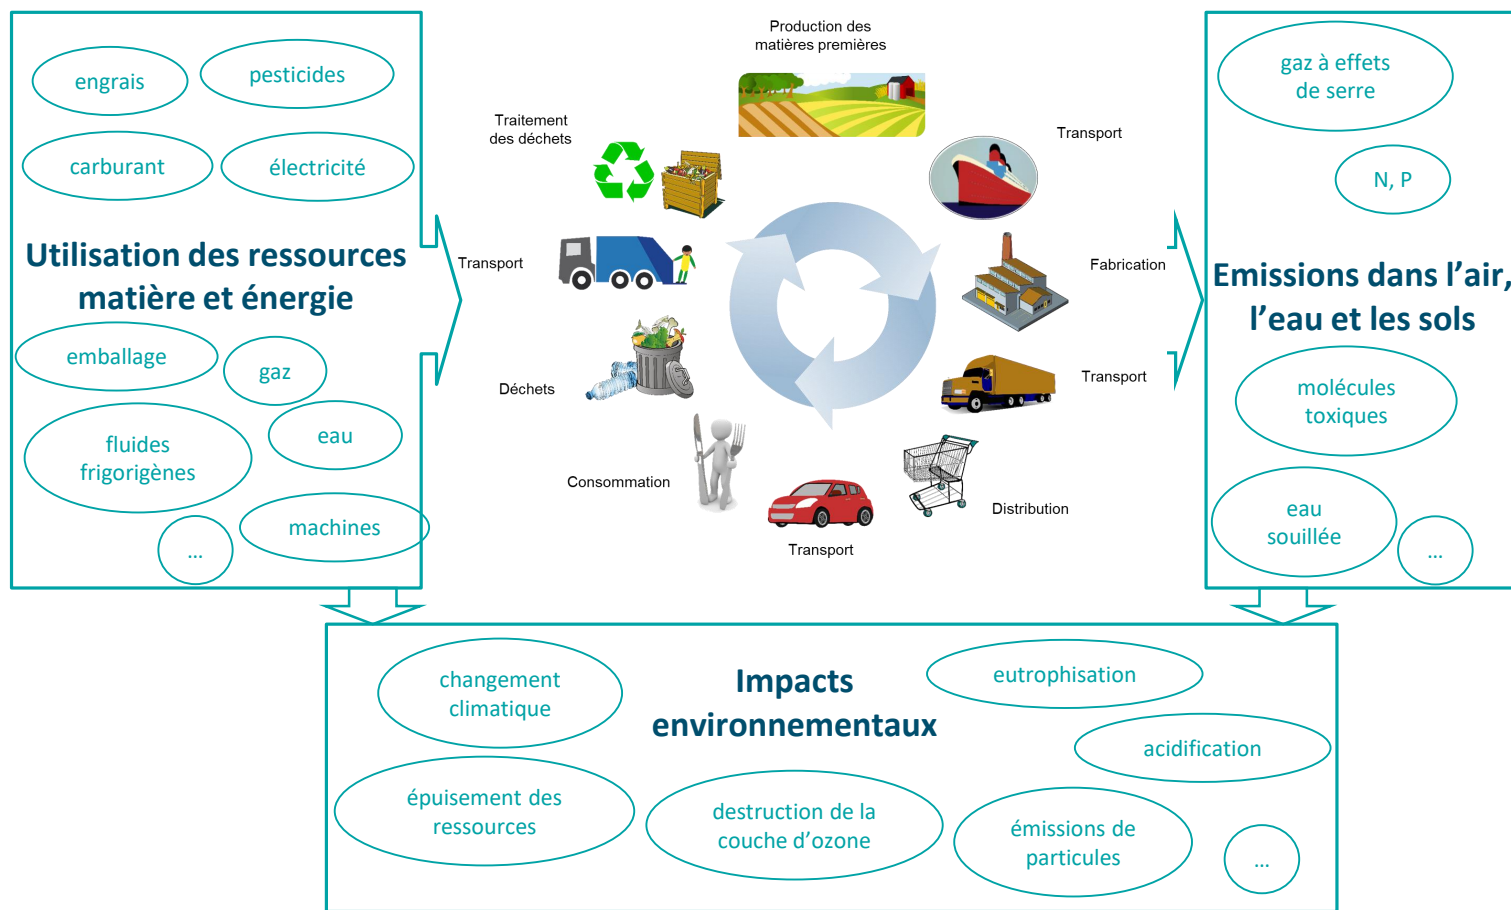 engrais
pesticides
carburant
électricité
Utilisation des ressources
matière et énergie
emballage
gaz
fluides
frigorigènes
eau
machines
...
Production des
matières premières
Transport
Fabrication
Transport
Distribution
Transport
Consommation
Déchets
Transport
Traitement
des déchets
gaz à effets
de serre
N, P
Emissions dans l’air,
l’eau et les sols
molécules
toxiques
eau
souillée
...
Impacts
environnementaux
changement
climatique
eutrophisation
acidification
épuisement des
ressources
destruction de la
couche d’ozone
émissions de
particules
...